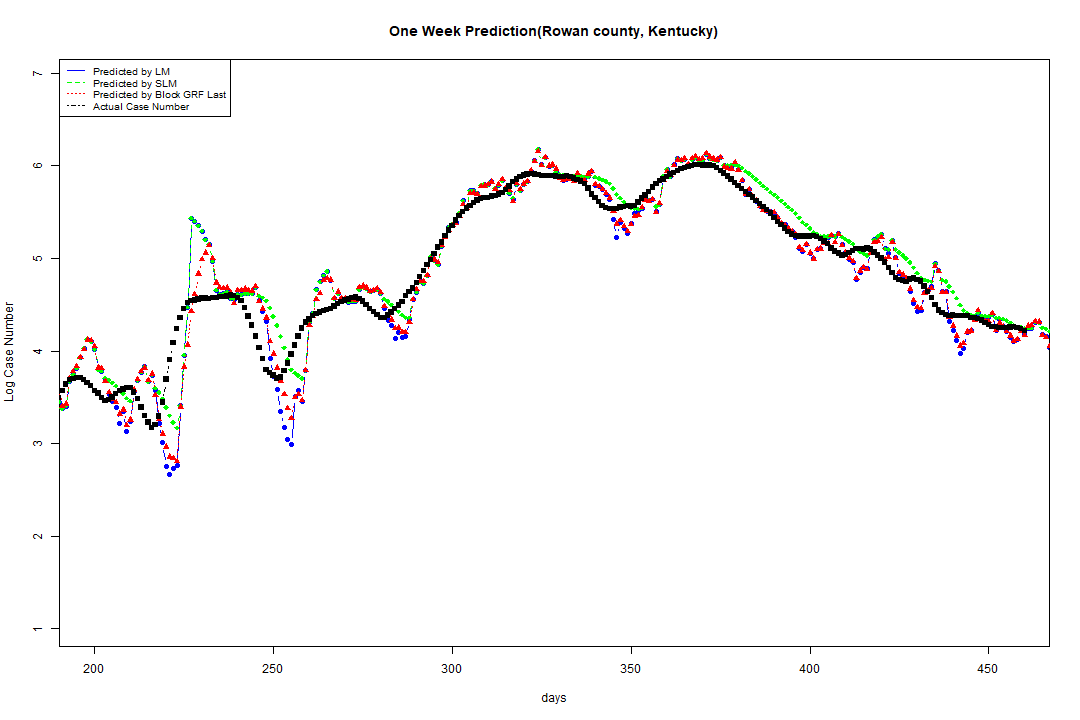 One Week Prediction(Rowan county, Kentucky)
Predicted by LM
Predicted by SLM
Predicted by Block GRF Last
Actual Case Number
7
6
5
4
3
2
1
Log Case Number
200 250 300 350 400 450
days